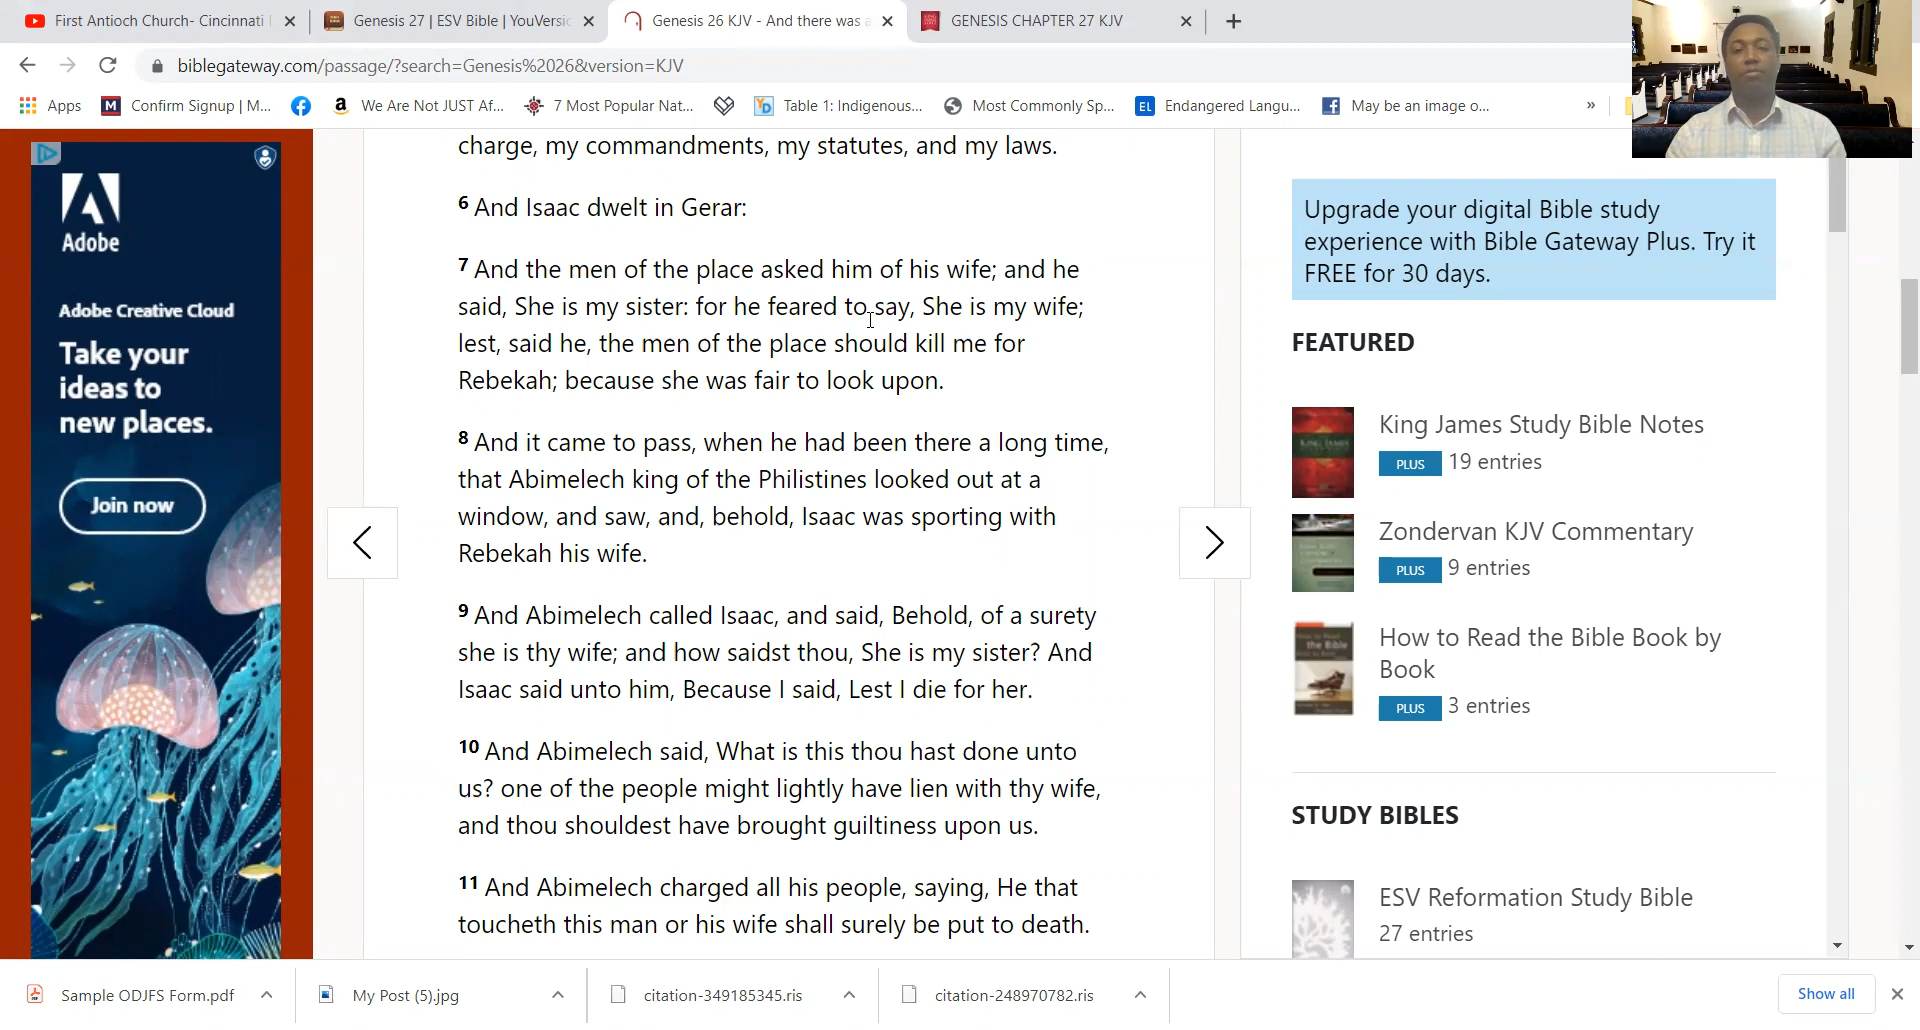 First Antioch Church- Cincinnati
Genesis 27 | ESV Bible | YouVersic
Genesis 26 KJV - And there was a
GENESIS CHAPTER 27 KJV
biblegateway.com/passage/?search=Genesis%2026&version=KJV
Apps
Confirm Signup | M...
We Are Not JUST Af...
7 Most Popular Nat...
Table 1: Indigenous...
Most Commonly Sp...
EL
Endangered Langu...
May be an image o...
»
Adobe
Adobe Creative Cloud
Take your
ideas to
new places.
Join now
charge, my commandments, my statutes, and my laws.
6 And Isaac dwelt in Gerar:
7 And the men of the place asked him of his wife; and he
said, She is my sister: for he feared to say, She is my wife;
lest, said he, the men of the place should kill me for
Rebekah; because she was fair to look upon.
8 And it came to pass, when he had been there a long time,
that Abimelech king of the Philistines looked out at a
window, and saw, and, behold, Isaac was sporting with
Rebekah his wife.
9 And Abimelech called Isaac, and said, Behold, of a surety
she is thy wife; and how saidst thou, She is my sister? And
Isaac said unto him, Because I said, Lest I die for her.
10 And Abimelech said, What is this thou hast done unto
us? one of the people might lightly have lien with thy wife,
and thou shouldest have brought guiltiness upon us.
11 And Abimelech charged all his people, saying, He that
toucheth this man or his wife shall surely be put to death.
Upgrade your digital Bible study
experience with Bible Gateway Plus. Try it
FREE for 30 days.
FEATURED
King James Study Bible Notes
PLUS 19 entries
Zondervan KJV Commentary
PLUS 9 entries
How to Read the Bible Book by
Book
PLUS 3 entries
STUDY BIBLES
ESV Reformation Study Bible
27 entries
Sample ODJFS Form.pdf
My Post (5).jpg
citation-349185345.ris
citation-248970782.ris
Show all